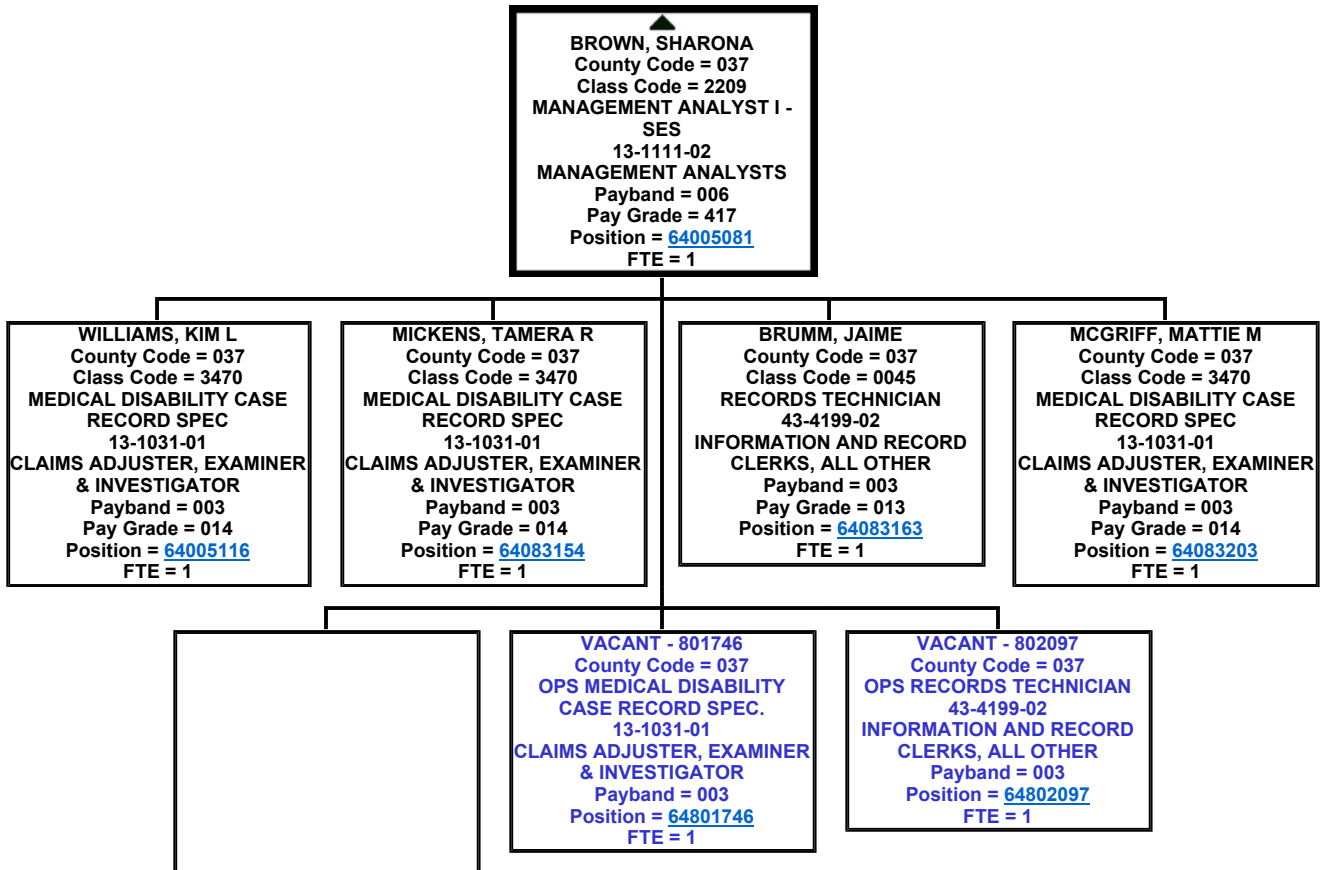 BROWN, SHARONA
County Code = 037
Class Code = 2209
MANAGEMENT ANALYST I -
SES
13-1111-02
MANAGEMENT ANALYSTS
Payband = 006
Pay Grade = 417
Position = 64005081
FTE = 1
WILLIAMS, KIM L
County Code = 037
Class Code = 3470
MEDICAL DISABILITY CASE
RECORD SPEC
13-1031-01
CLAIMS ADJUSTER, EXAMINER
& INVESTIGATOR
Payband = 003
Pay Grade = 014
Position = 64005116
FTE = 1
MICKENS, TAMERA R
County Code = 037
Class Code = 3470
MEDICAL DISABILITY CASE
RECORD SPEC
13-1031-01
CLAIMS ADJUSTER, EXAMINER
& INVESTIGATOR
Payband = 003
Pay Grade = 014
Position = 64083154
FTE = 1
BRUMM, JAIME
County Code = 037
Class Code = 0045
RECORDS TECHNICIAN
43-4199-02
INFORMATION AND RECORD
CLERKS, ALL OTHER
Payband = 003
Pay Grade = 013
Position = 64083163
FTE = 1
MCGRIFF, MATTIE M
County Code = 037
Class Code = 3470
MEDICAL DISABILITY CASE
RECORD SPEC
13-1031-01
CLAIMS ADJUSTER, EXAMINER
& INVESTIGATOR
Payband = 003
Pay Grade = 014
Position = 64083203
FTE = 1
VACANT - 801746
County Code = 037
OPS MEDICAL DISABILITY
CASE RECORD SPEC.
13-1031-01
CLAIMS ADJUSTER, EXAMINER
& INVESTIGATOR
Payband = 003
Position = 64801746
FTE = 1
VACANT - 802097
County Code = 037
OPS RECORDS TECHNICIAN
43-4199-02
INFORMATION AND RECORD
CLERKS, ALL OTHER
Payband = 003
Position = 64802097
FTE = 1